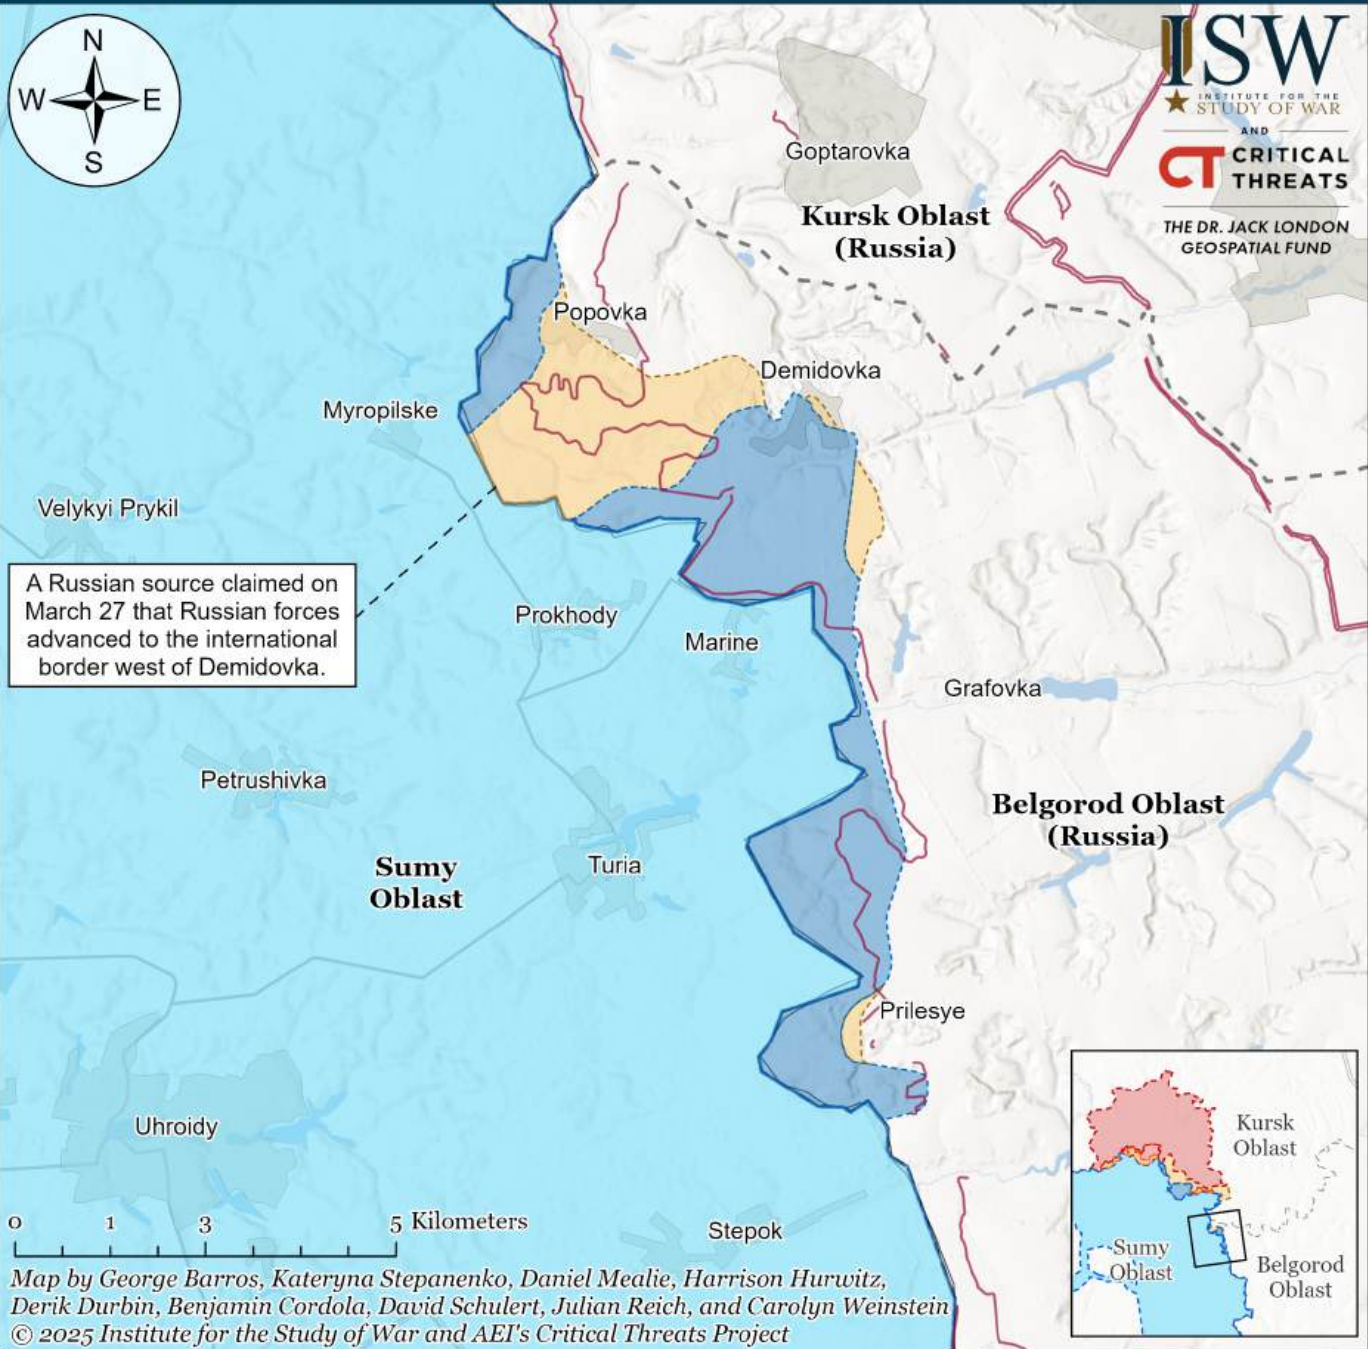 N
W
E
S
ISW
INSTITUTE FOR THE
STUDY OF WAR
AND
CT CRITICAL
THREATS
THE DR. JACK LONDON
GEOSPATIAL FUND
Goptarovka
Kursk Oblast
(Russia)
Popovka
Demidovka
Myropilske
Velykyi Prykil
A Russian source claimed on
March 27 that Russian forces
advanced to the international
border west of Demidovka.
Prokhody
Marine
Grafovka
Petrushivka
Belgorod Oblast
(Russia)
Sumy
Oblast
Turia
Prilesye
Uhroidy
Stepok
0 1 3 5 Kilometers
Kursk
Oblast
Sumy
Oblast
Belgorod
Oblast
Map by George Barros, Kateryna Stepanenko, Daniel Mealie, Harrison Hurwitz,
Derik Durbin, Benjamin Cordola, David Schulert, Julian Reich, and Carolyn Weinstein
© 2025 Institute for the Study of War and AEI's Critical Threats Project